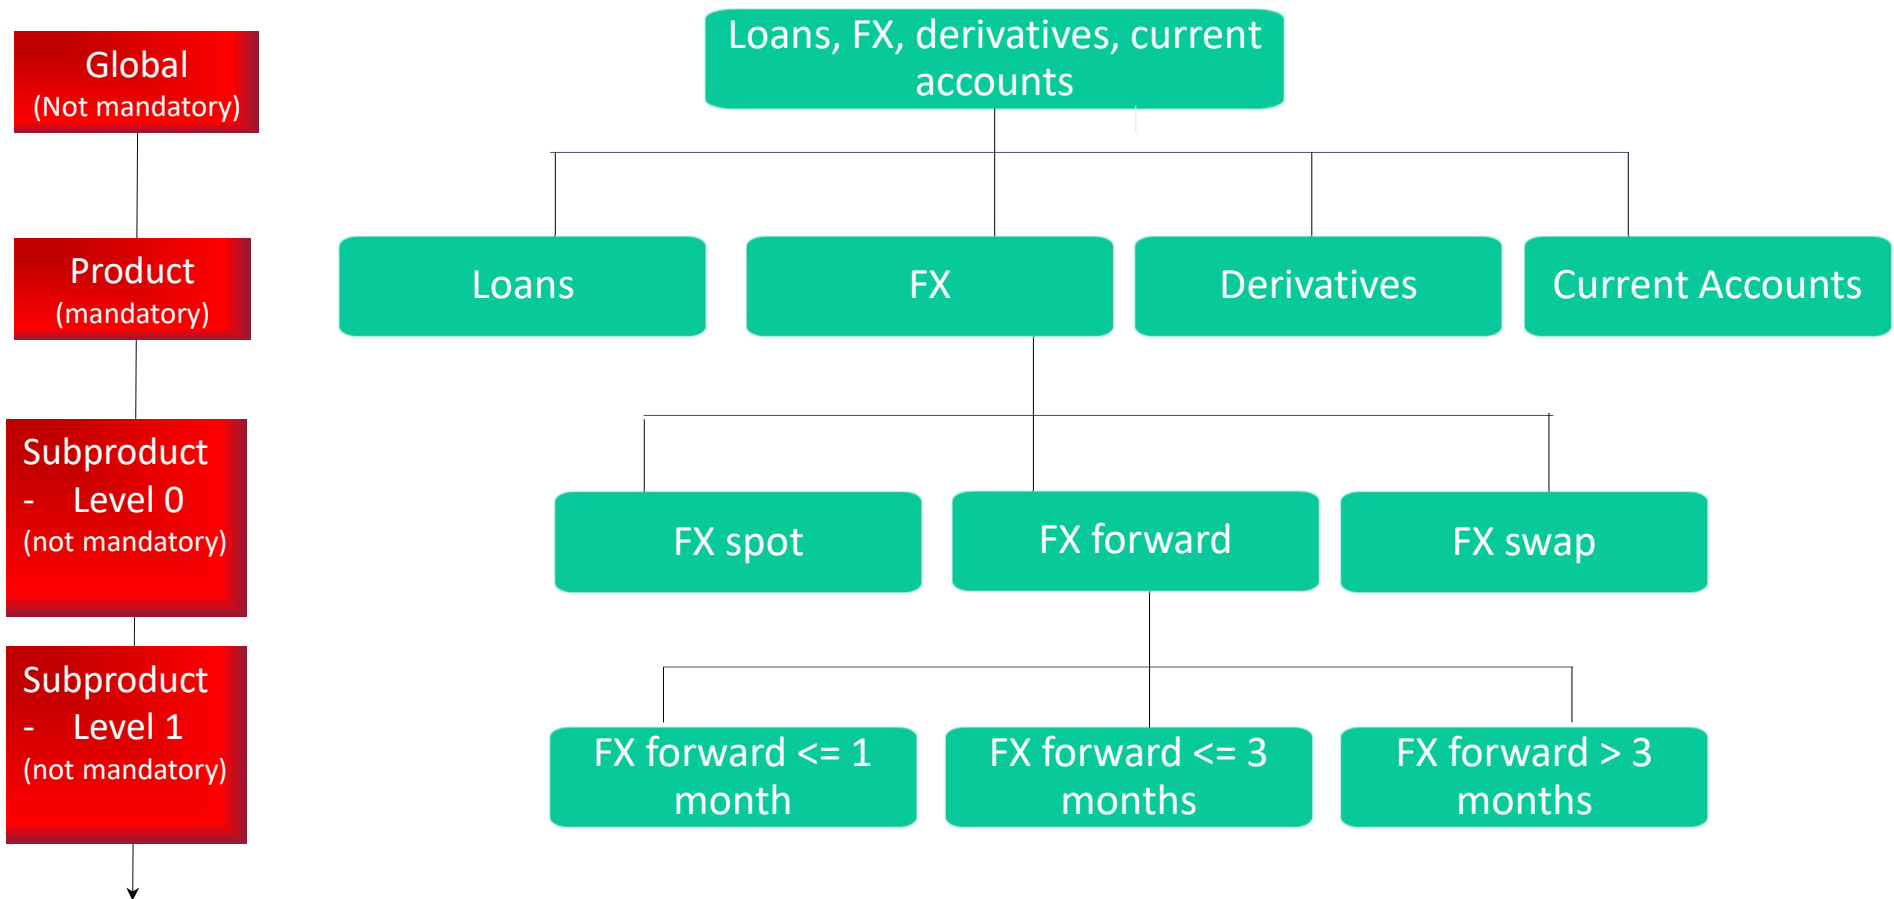 Global
(Not mandatory)
Loans, FX, derivatives, current
accounts
Product
(mandatory)
Loans
FX
Derivatives
Current Accounts
Subproduct
- Level 0
(not mandatory)
FX spot
FX forward
FX swap
Subproduct
- Level 1
(not mandatory)
FX forward <= 1
month
FX forward <= 3
months
FX forward > 3
months